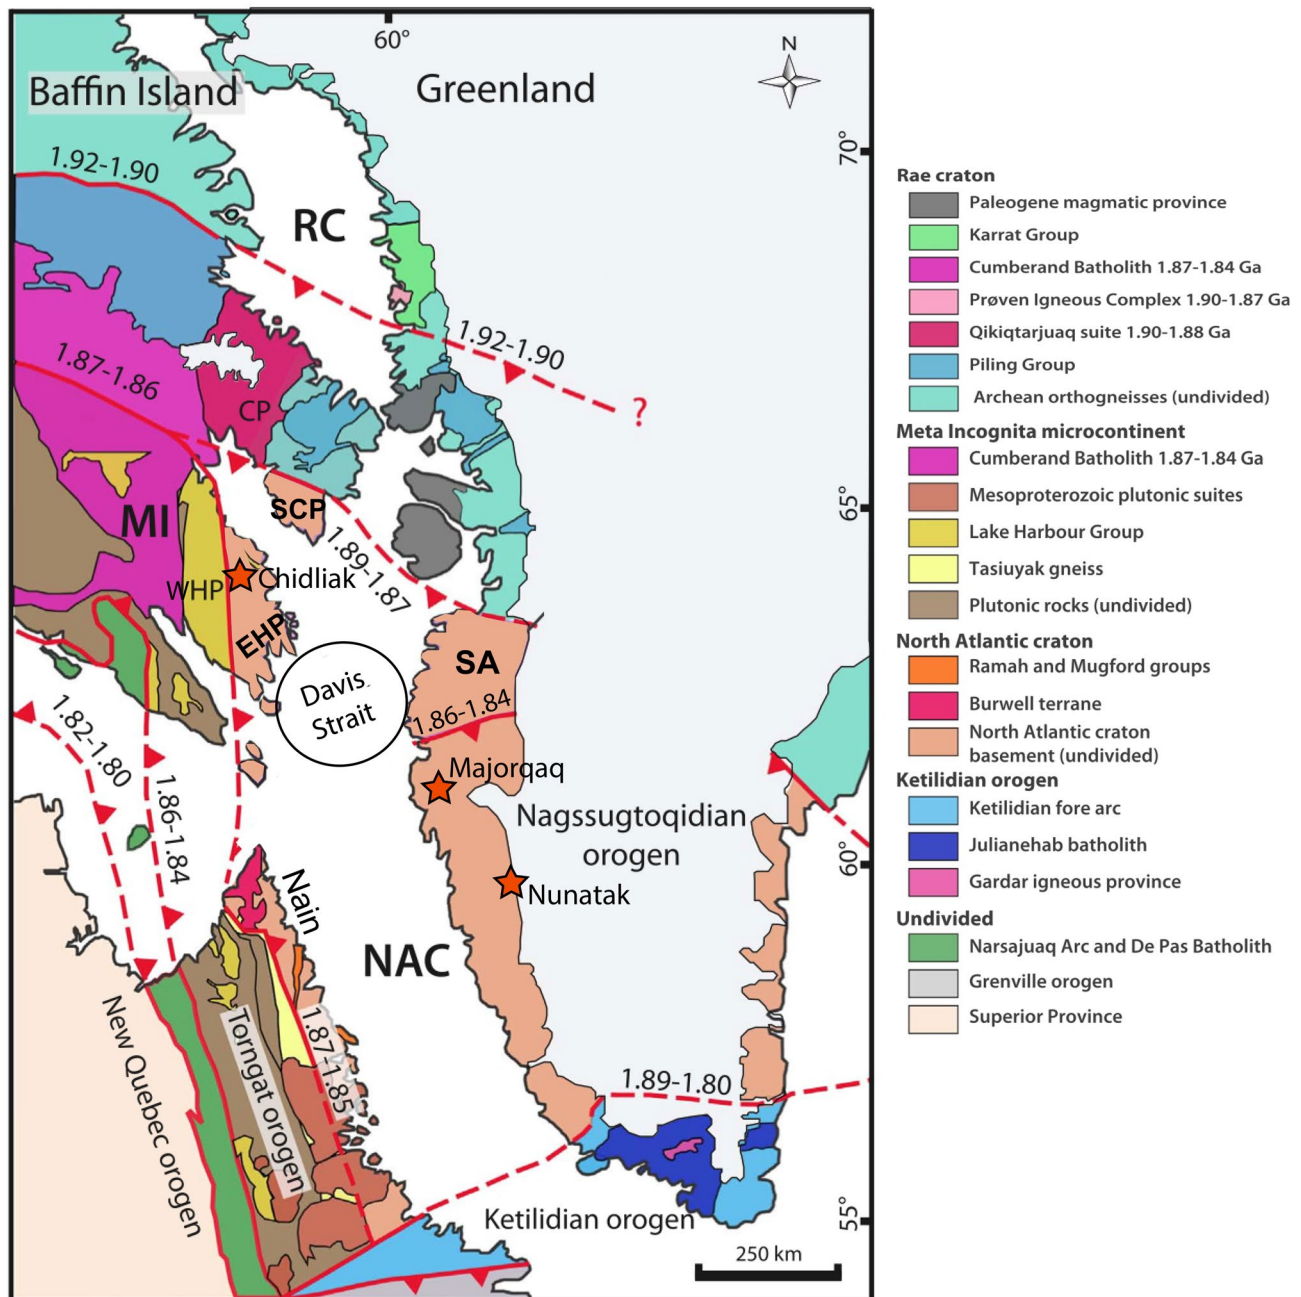 60°
N
Baffin Island
Greenland
70°
1.92-1.90
RC
1.92-1.90
?
1.87-1.86
CP
MI
SCP
65°
1.89-1.87
WHP
Chidliak
EHP
SA
Davis
Strait
1.86-1.84
1.82-1.80
Majorqaq
1.86-1.84
Nagssugtoqidian
orogen
60°
Nunatak
Nain
NAC
New Quebec orogen
Torngat orogen
1.87-1.85
1.89-1.80
Ketilidian orogen
55°
250 km
Rae craton
Paleogene magmatic province
Karrat Group
Cumberand Batholith 1.87-1.84 Ga
Prøven Igneous Complex 1.90-1.87 Ga
Qikiqtarjuaq suite 1.90-1.88 Ga
Piling Group
Archean orthogneisses (undivided)
Meta Incognita microcontinent
Cumberand Batholith 1.87-1.84 Ga
Mesoproterozoic plutonic suites
Lake Harbour Group
Tasiuyak gneiss
Plutonic rocks (undivided)
North Atlantic craton
Ramah and Mugford groups
Burwell terrane
North Atlantic craton
basement (undivided)
Ketilidian orogen
Ketilidian fore arc
Julianehab batholith
Gardar igneous province
Undivided
Narsajuaq Arc and De Pas Batholith
Grenville orogen
Superior Province